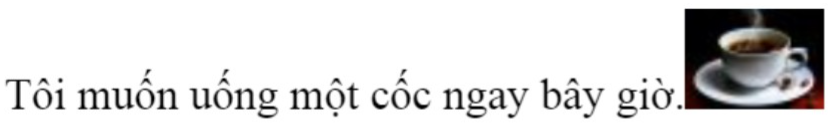 Tôi muốn uống một cốc ngay bây giờ.